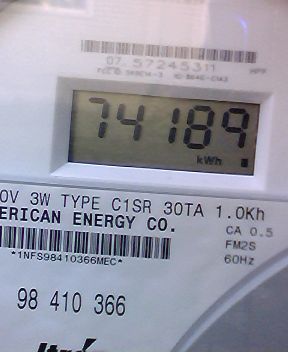 07. 57245311
74189
kWh
0V 3W TYPE C1SR 30TA 1.0Kh
ERICAN ENERGY CO.
CA 0.5
FM2S
*1NFS98410366MEC*
60Hz
98 410 366